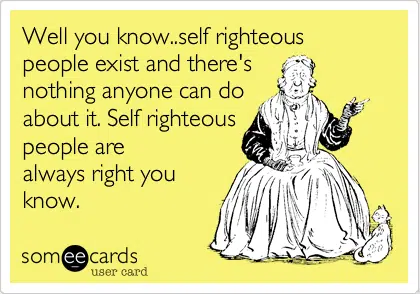 Well you know..self righteous
people exist and there's
nothing anyone can do
about it. Self righteous
people are
always right you
know.
someecards
user card